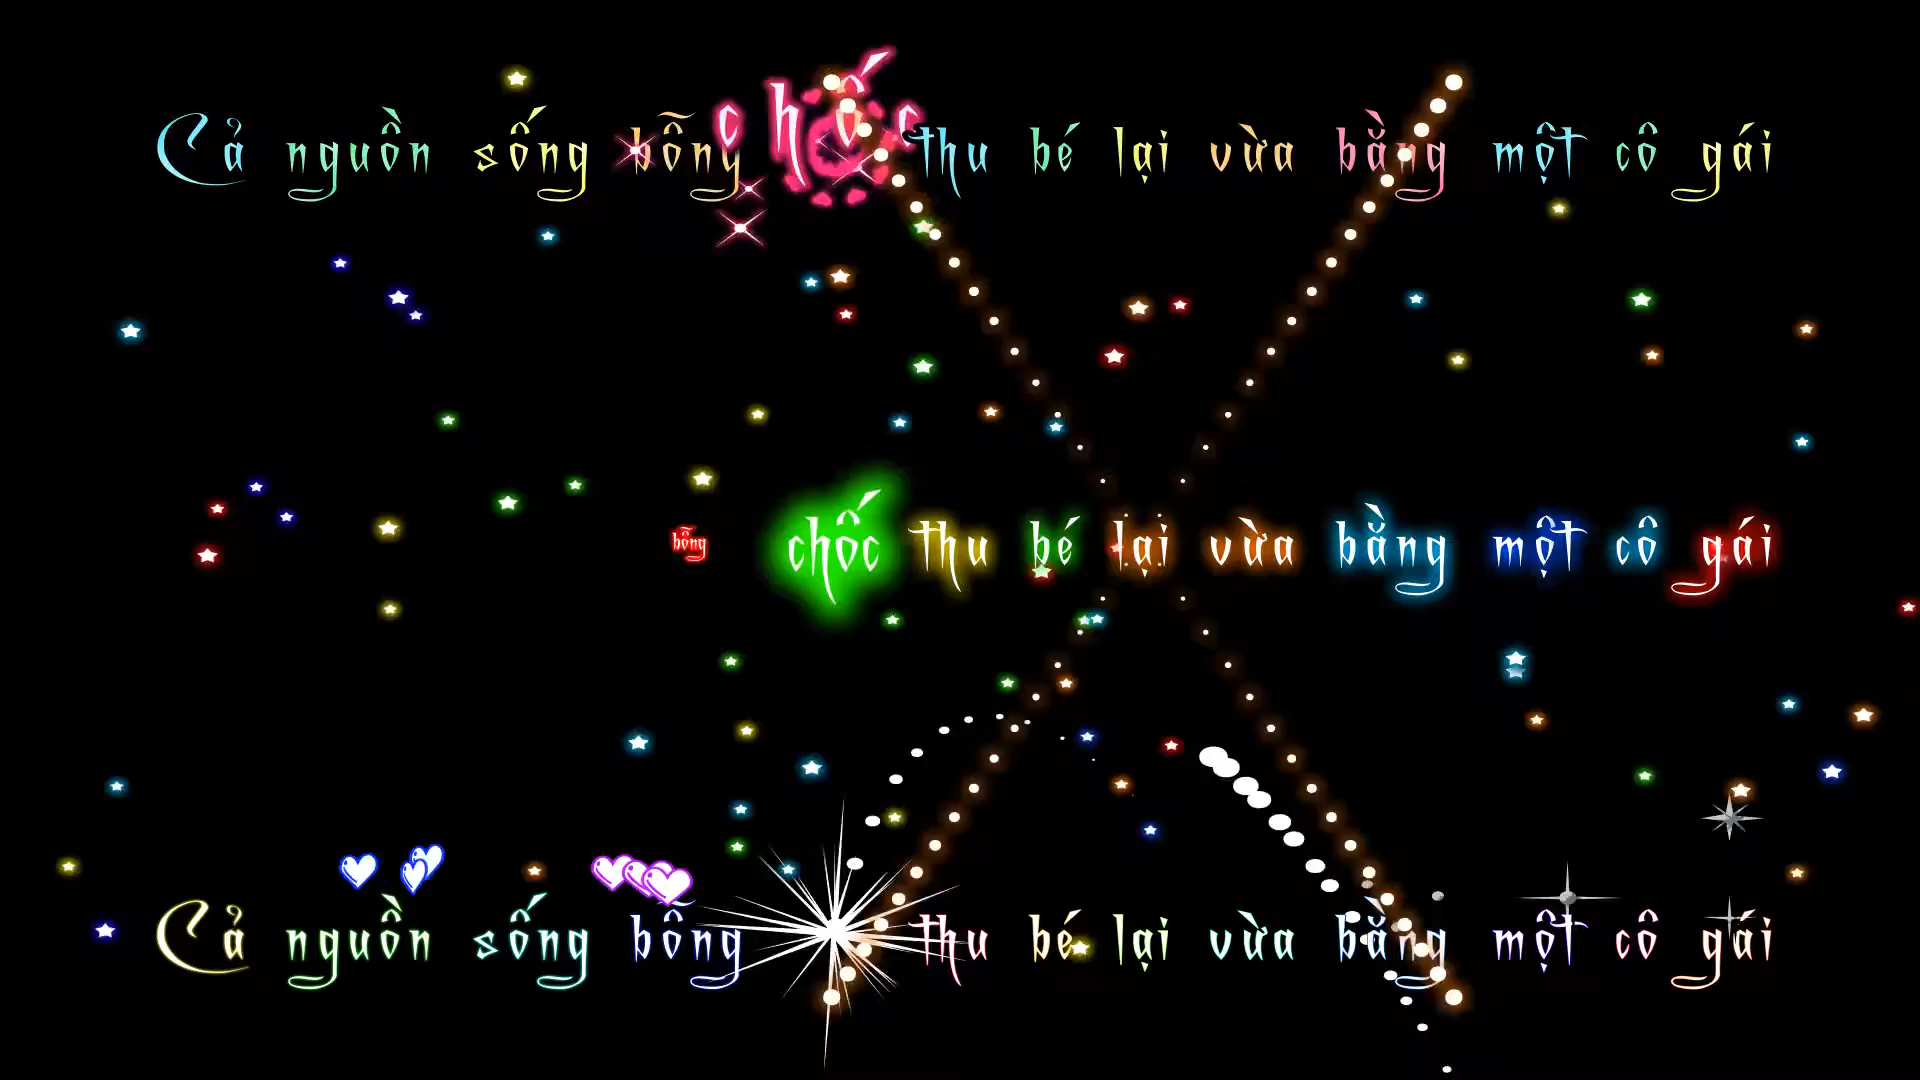 Cả nguồn sống bỗng chốc thu bé lại vừa bằng một cô gái
bỗng chốc thu bé lại vừa bằng một cô gái
Cả nguồn sống bỗng thu bé lại vừa bằng một cô gái